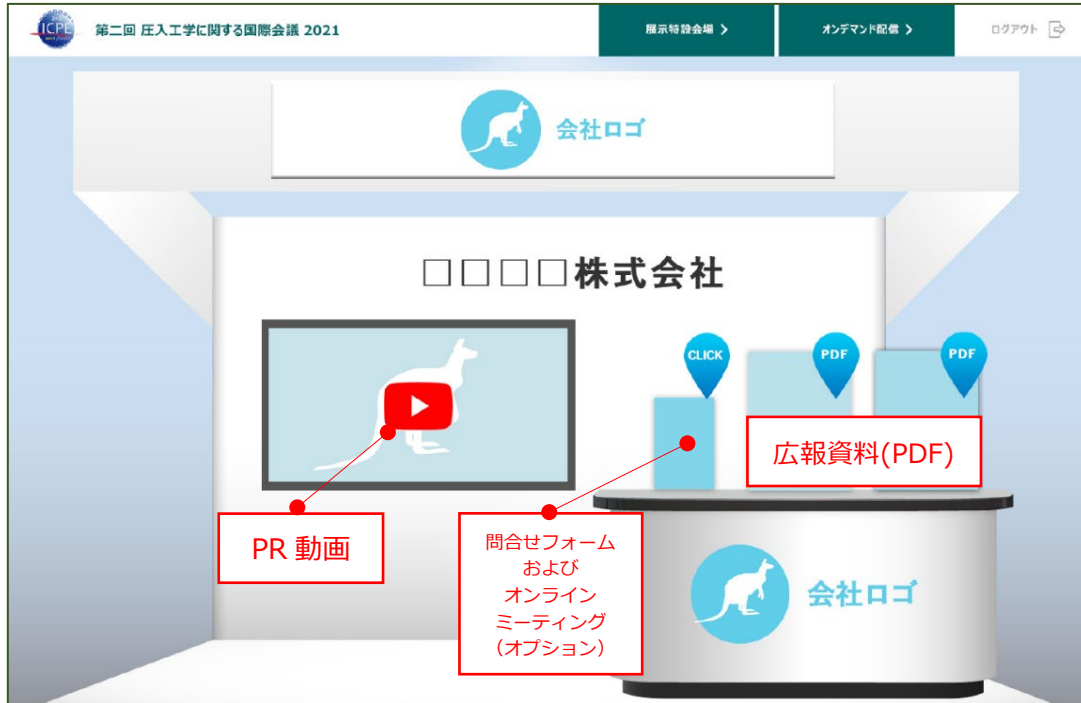 ICPE
第二回 圧入工学に関する国際会議 2021
展示特設会場 >
オンデマンド配信 >
ログアウト
会社ロゴ
□□□□株式会社
CLICK
PDF
PDF
広報資料(PDF)
PR 動画
問合せフォーム
および
オンライン
ミーティング
（オプション）
会社ロゴ